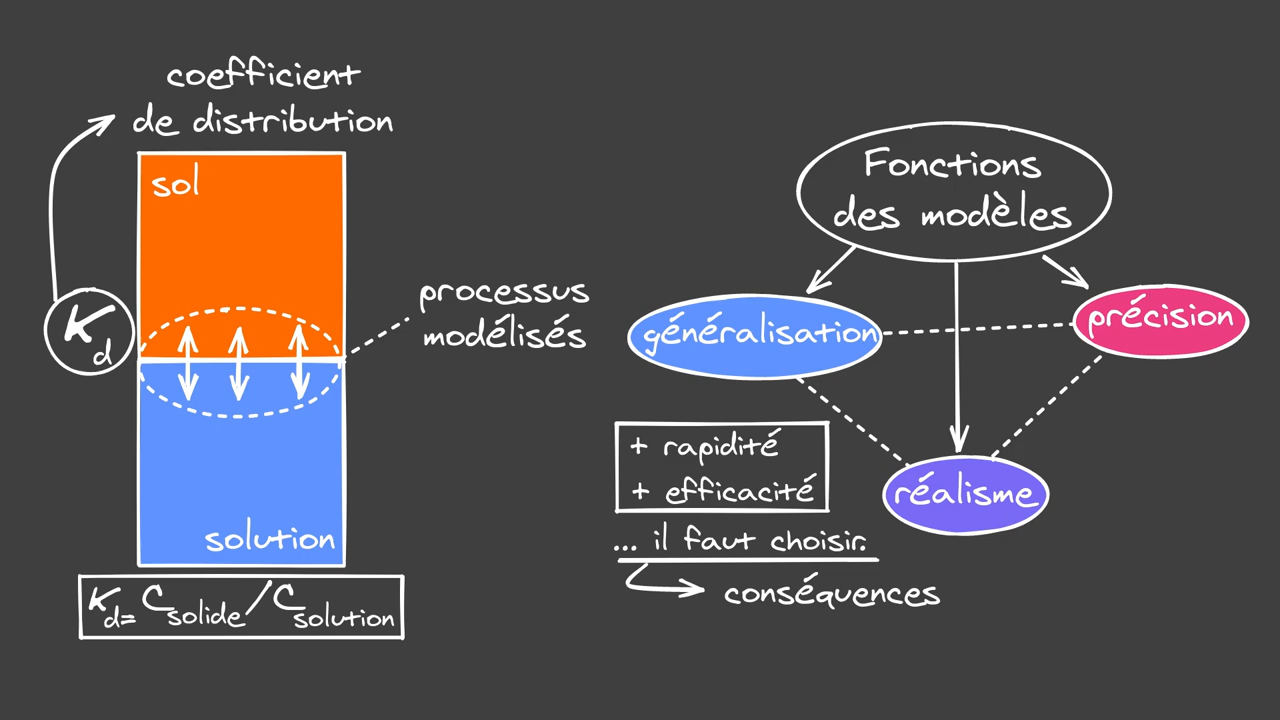 coefficient
de distribution
sol
Kd
processus
modélisés
solution
Kd= Csolide/Csolution
Fonctions
des modèles
généralisation
précision
réalisme
+ rapidité
+ efficacité
... il faut choisir.
conséquences